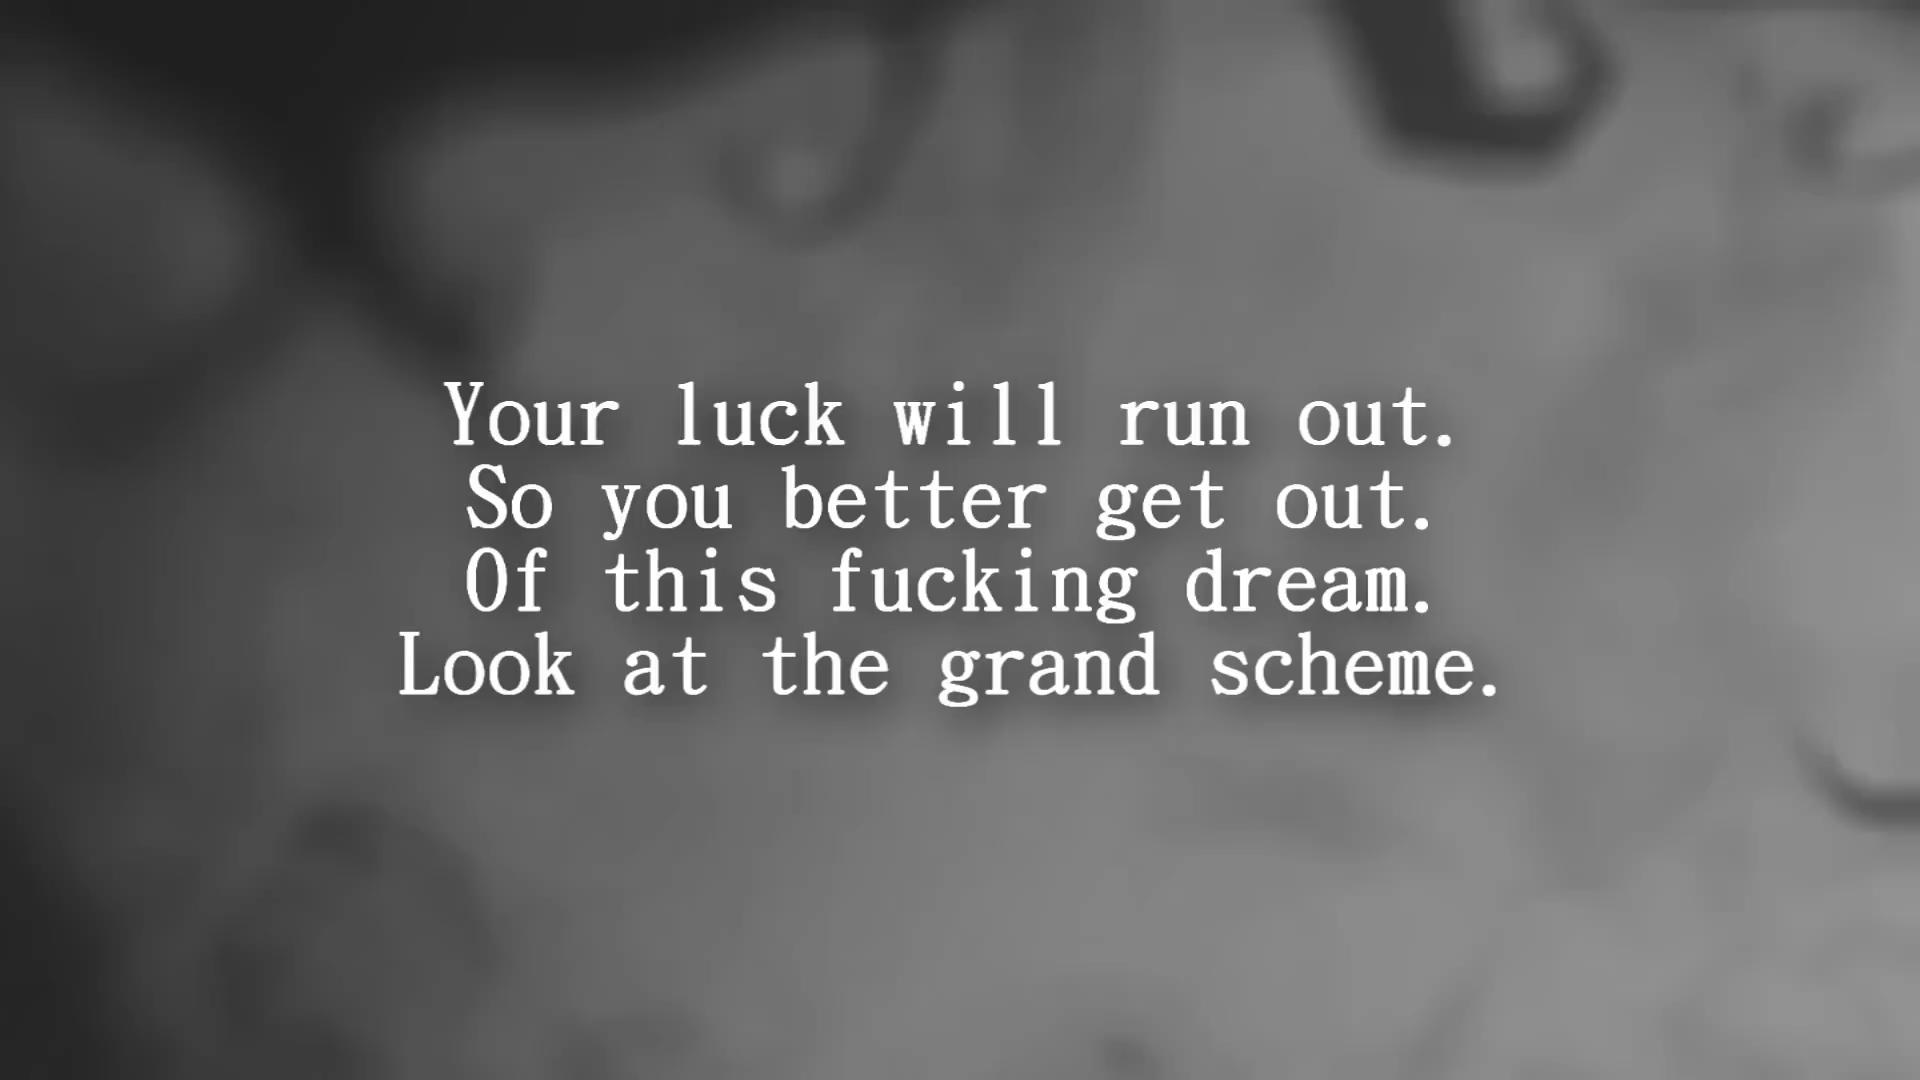 Your luck will run out.
So you better get out.
Of this fucking dream.
Look at the grand scheme.